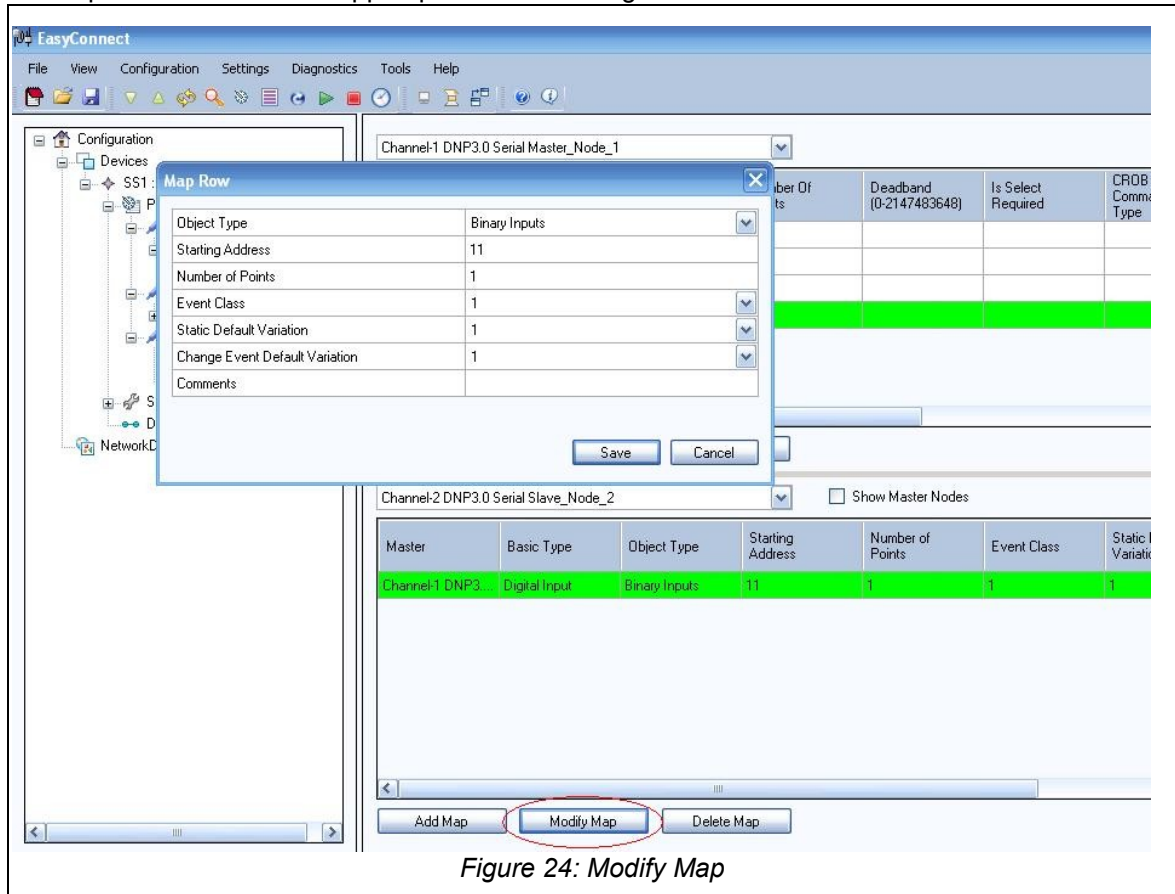 EasyConnect
File View Configuration Settings Diagnostics Tools Help
Configuration
Devices
SS1 :
P
S
D
NetworkD
Channel-1 DNP3.0 Serial Master_Node_1
Deadband (0-2147483648)
Is Select Required
CROB
Type
Map Row
Object Type Binary Inputs
Starting Address 11
Number of Points 1
Event Class 1
Static Default Variation 1
Change Event Default Variation 1
Comments
Save Cancel
Channel-2 DNP3.0 Serial Slave_Node_2
Show Master Nodes
Master Basic Type Object Type Starting Address Number of Points Event Class Static
Channel-1 DNP3.... Digital Input Binary Inputs 11 1 1 1
Add Map Modify Map Delete Map
Figure 24: Modify Map